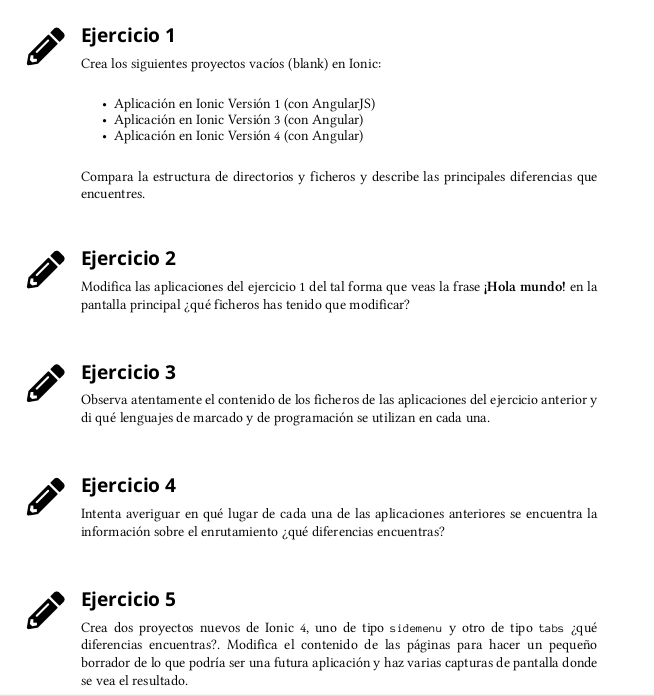 Ejercicio 1
Crea los siguientes proyectos vacíos (blank) en Ionic:
• Aplicación en Ionic Versión 1 (con AngularJS)
• Aplicación en Ionic Versión 3 (con Angular)
• Aplicación en Ionic Versión 4 (con Angular)
Compara la estructura de directorios y ficheros y describe las principales diferencias que
encuentres.
Ejercicio 2
Modifica las aplicaciones del ejercicio 1 del tal forma que veas la frase ¡Hola mundo! en la
pantalla principal ¿qué ficheros has tenido que modificar?
Ejercicio 3
Observa atentamente el contenido de los ficheros de las aplicaciones del ejercicio anterior y
di qué lenguajes de marcado y de programación se utilizan en cada una.
Ejercicio 4
Intenta averiguar en qué lugar de cada una de las aplicaciones anteriores se encuentra la
información sobre el enrutamiento ¿qué diferencias encuentras?
Ejercicio 5
Crea dos proyectos nuevos de Ionic 4, uno de tipo sidemenu y otro de tipo tabs ¿qué
diferencias encuentras?. Modifica el contenido de las páginas para hacer un pequeño
borrador de lo que podría ser una futura aplicación y haz varias capturas de pantalla donde
se vea el resultado.